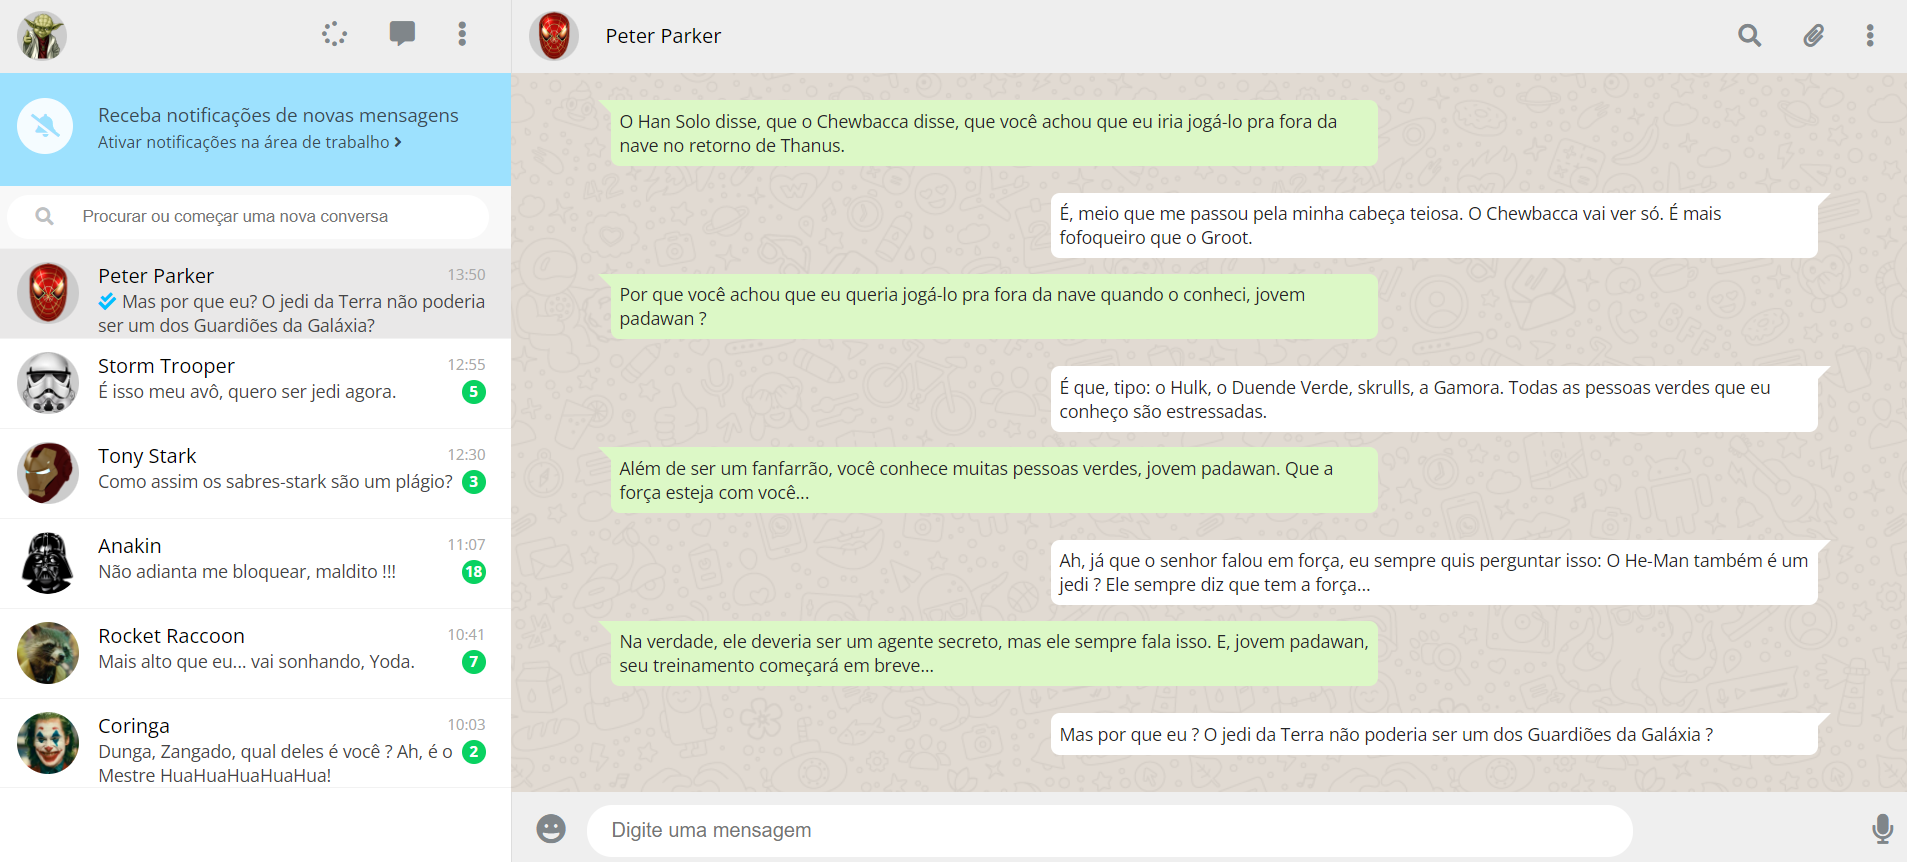 Receba notificações de novas mensagens
Ativar notificações na área de trabalho
Procurar ou começar uma nova conversa
Peter Parker 13:50
Mas por que eu? O jedi da Terra não poderia
ser um dos Guardiões da Galáxia?
Storm Trooper 12:55
É isso meu avô, quero ser jedi agora. 5
Tony Stark 12:30
Como assim os sabres-stark são um plágio? 3
Anakin 11:07
Não adianta me bloquear, maldito !!! 18
Rocket Raccoon 10:41
Mais alto que eu... vai sonhando, Yoda. 7
Coringa 10:03
Dunga, Zangado, qual deles é você ? Ah, é o 2
Mestre HuaHuaHuaHuaHua!
Peter Parker
O Han Solo disse, que o Chewbacca disse, que você achou que eu iria jogá-lo pra fora da
nave no retorno de Thanus.
É, meio que me passou pela minha cabeça teiosa. O Chewbacca vai ver só. É mais
fofoqueiro que o Groot.
Por que você achou que eu queria jogá-lo pra fora da nave quando o conheci, jovem
padawan ?
É que, tipo: o Hulk, o Duende Verde, skrulls, a Gamora. Todas as pessoas verdes que eu
conheço são estressadas.
Além de ser um fanfarrão, você conhece muitas pessoas verdes, jovem padawan. Que a
força esteja com você...
Ah, já que o senhor falou em força, eu sempre quis perguntar isso: O He-Man também é um
jedi ? Ele sempre diz que tem a força...
Na verdade, ele deveria ser um agente secreto, mas ele sempre fala isso. E, jovem padawan,
seu treinamento começará em breve...
Mas por que eu ? O jedi da Terra não poderia ser um dos Guardiões da Galáxia ?
Digite uma mensagem